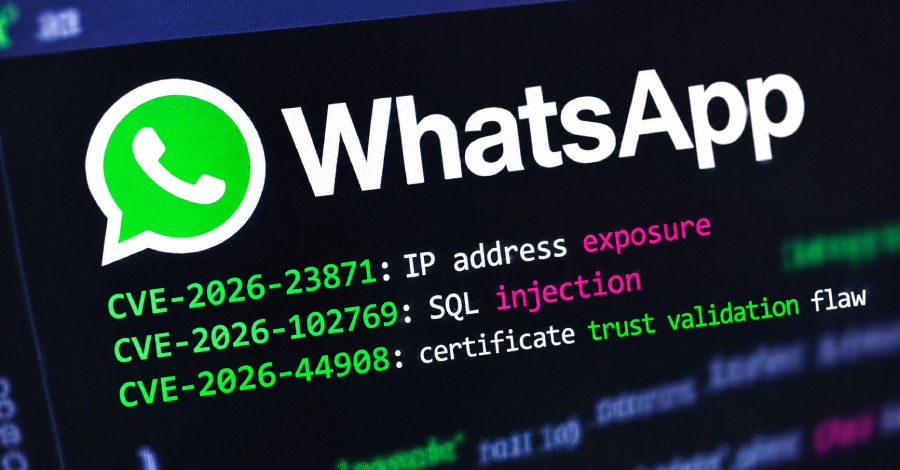 WhatsApp
CVE-2026-23871: IP address exposure
CVE-2026-102769: SQL injection
CVE-2026-44908: certificate trust validation flaw